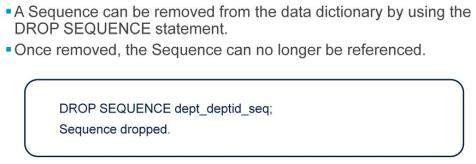 ▪ A Sequence can be removed from the data dictionary by using the
DROP SEQUENCE statement.
▪ Once removed, the Sequence can no longer be referenced.
DROP SEQUENCE dept_deptid_seq;
Sequence dropped.